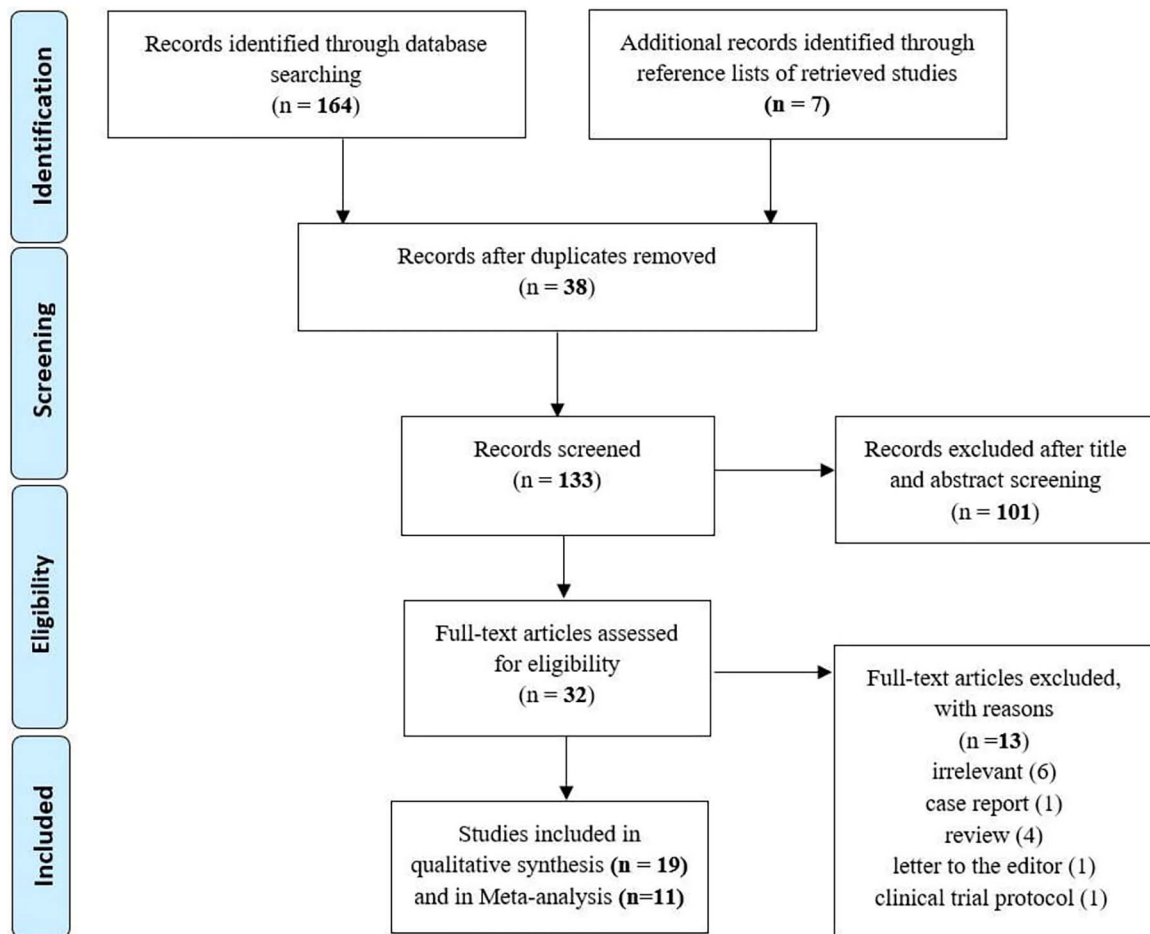 Identification
Records identified through database
searching
(n = 164)
Additional records identified through
reference lists of retrieved studies
(n = 7)
Screening
Records after duplicates removed
(n = 38)
Records screened
(n = 133)
Records excluded after title
and abstract screening
(n = 101)
Eligibility
Full-text articles assessed
for eligibility
(n = 32)
Full-text articles excluded,
with reasons
(n =13)
irrelevant (6)
case report (1)
review (4)
letter to the editor (1)
clinical trial protocol (1)
Included
Studies included in
qualitative synthesis (n = 19)
and in Meta-analysis (n=11)